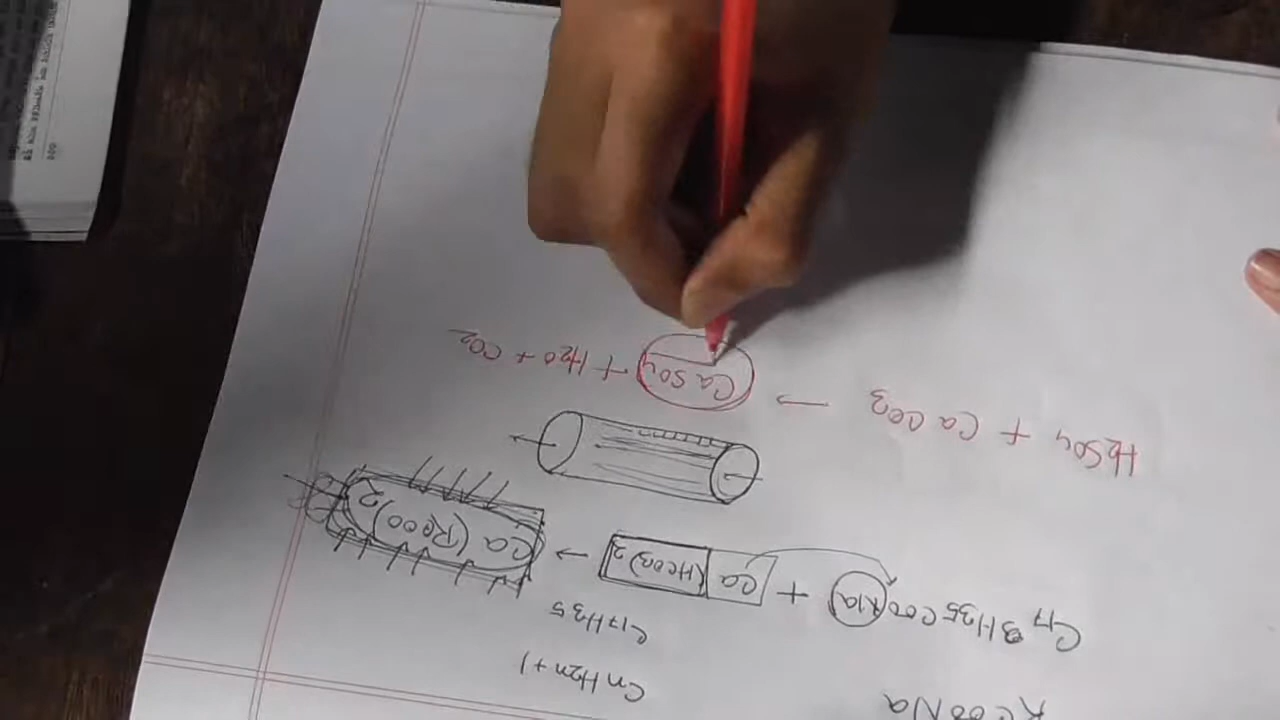 RCOONa
CnH2n+1
C17H35
C17H35COONa + Ca(HCO3)2 → Ca(RCOO)2
H2SO4 + CaCO3 → CaSO4 + H2O + CO2